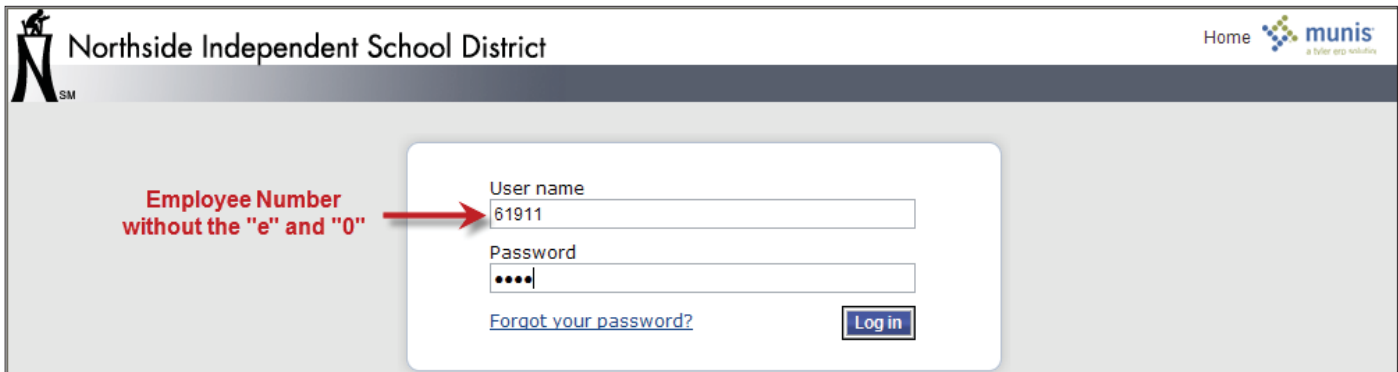 Northside Independent School District
SM
Home
munis
a tyler erp solution
Employee Number
without the "e" and "0"
User name
61911
Password
••••
Forgot your password?
Log in